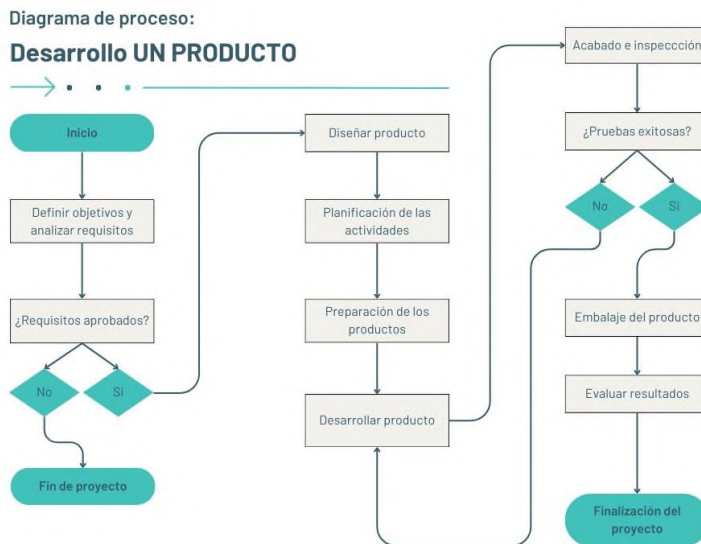 Diagrama de proceso:
Desarrollo UN PRODUCTO
Inicio
Definir objetivos y
analizar requisitos
¿Requisitos aprobados?
No
Si
Fin de proyecto
Diseñar producto
Planificación de las
actividades
Preparación de los
productos
Desarrollar producto
Acabado e inspeccción
¿Pruebas exitosas?
No
Si
Embalaje del producto
Evaluar resultados
Finalización del
proyecto